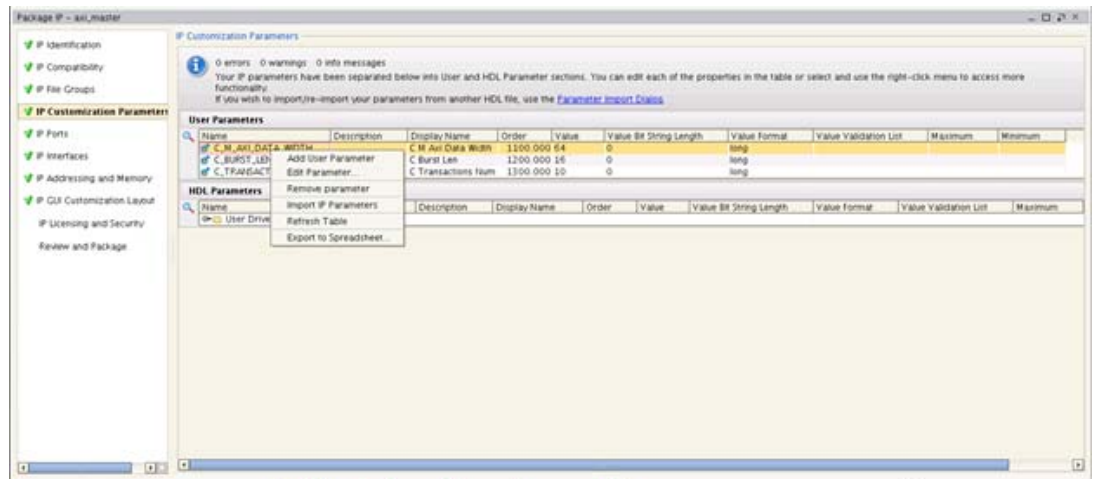 Package IP - axi_master
IP Identification
IP Compatibility
IP File Groups
IP Customization Parameters
IP Ports
IP Interfaces
IP Addressing and Memory
IP GUI Customization Layout
IP Licensing and Security
Review and Package
IP Customization Parameters
0 errors 0 warnings 0 info messages
Your IP parameters have been separated below into User and HDL Parameter sections. You can edit each of the properties in the table or select and use the right-click menu to access more
functionality.
If you wish to import/re-import your parameters from another HDL file, use the Parameter Import Dialog
User Parameters
Name Description Display Name Order Value Value Bit String Length Value Format Value Validation List Maximum Minimum
C_M_AXI_DATA_WIDTH C M Axi Data Width 1100.000 64 0 long
C_BURST_LEN C Burst Len 1200.000 16 0 long
C_TRANSACT C Transactions Num 1300.000 10 0 long
Add User Parameter
Edit Parameter...
Remove parameter
Import IP Parameters
Refresh Table
Export to Spreadsheet...
HDL Parameters
Name Description Display Name Order Value Value Bit String Length Value Format Value Validation List Maximum
User Drive